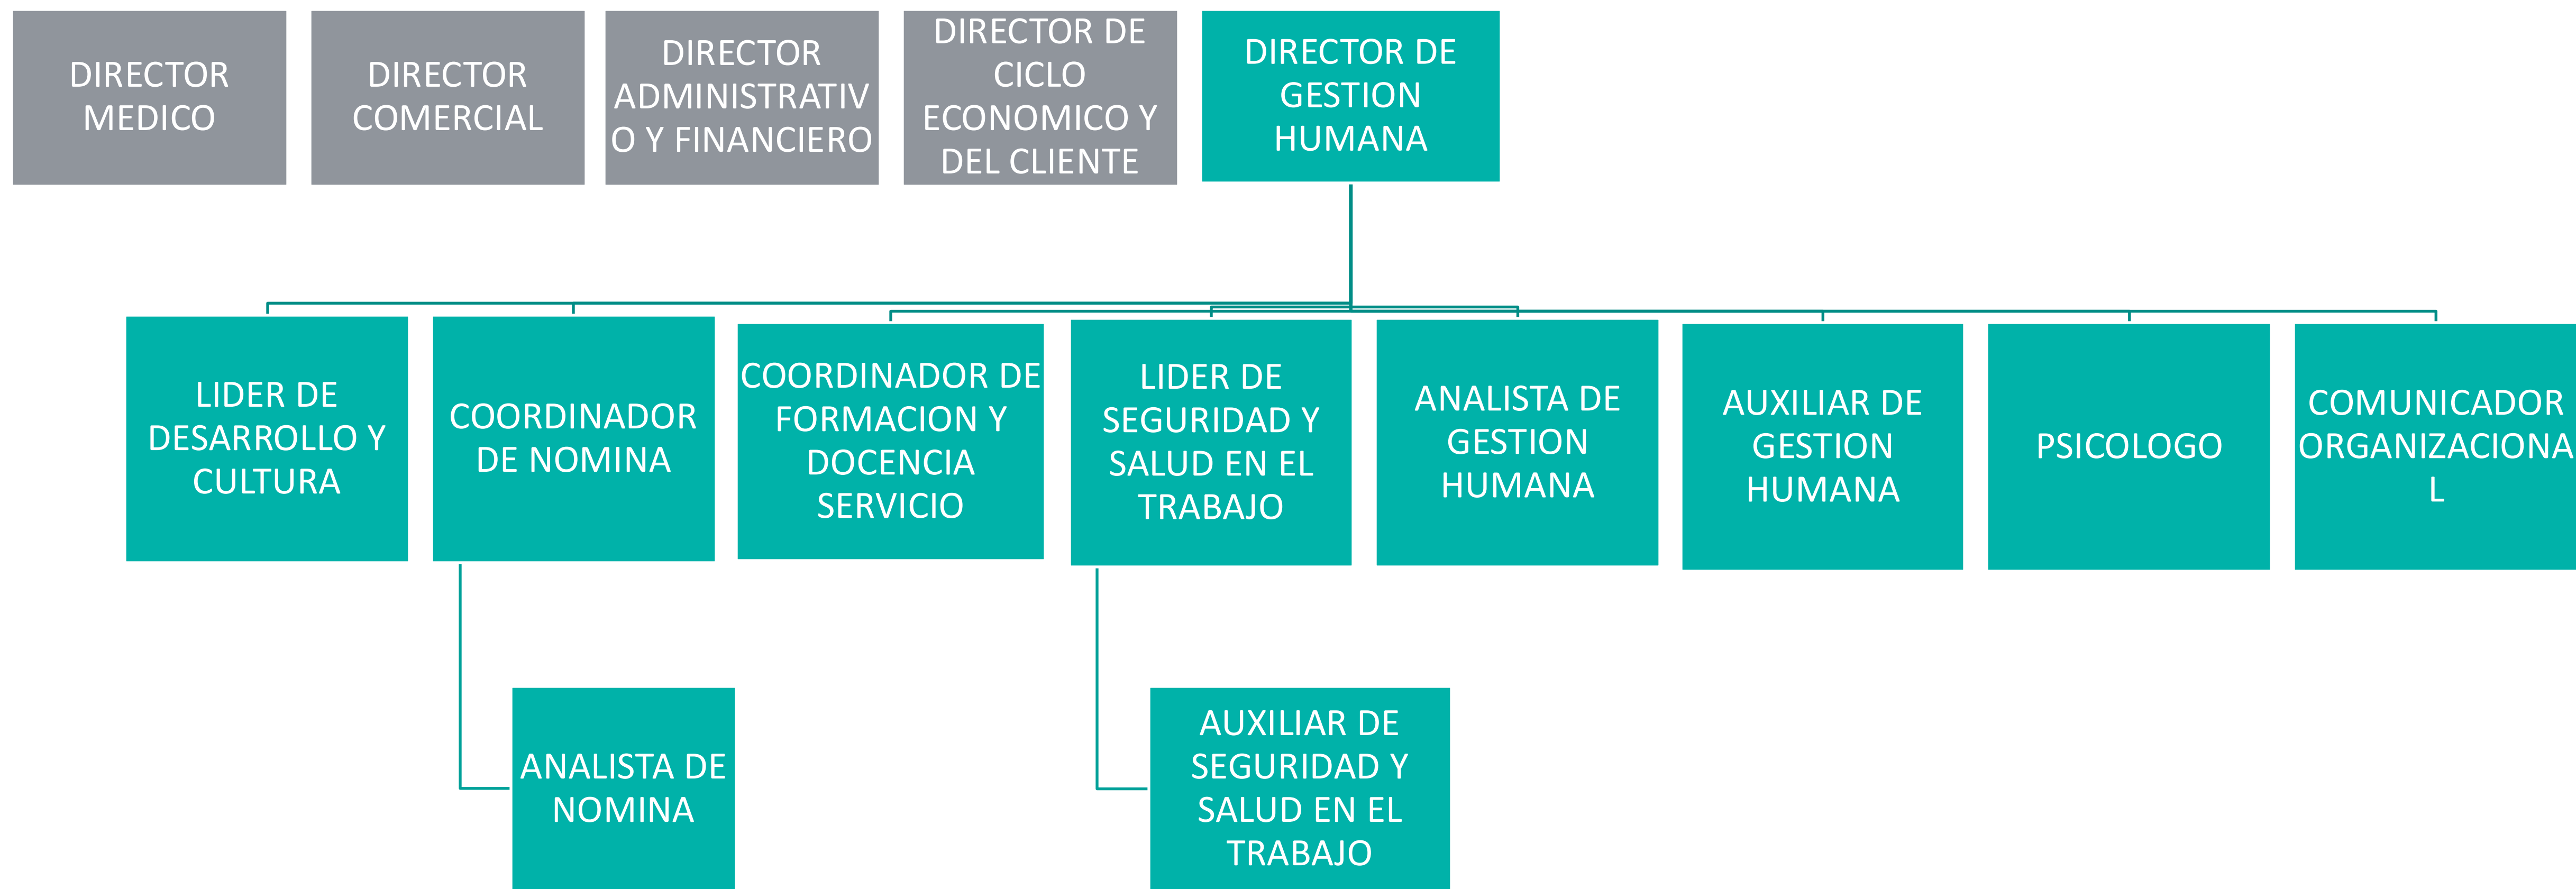 DIRECTOR
MEDICO
DIRECTOR
COMERCIAL
DIRECTOR
ADMINISTRATIV
O Y FINANCIERO
DIRECTOR DE
CICLO
ECONOMICO Y
DEL CLIENTE
DIRECTOR DE
GESTION
HUMANA
LIDER DE
DESARROLLO Y
CULTURA
COORDINADOR
DE NOMINA
COORDINADOR DE
FORMACION Y
DOCENCIA
SERVICIO
LIDER DE
SEGURIDAD Y
SALUD EN EL
TRABAJO
ANALISTA DE
GESTION
HUMANA
AUXILIAR DE
GESTION
HUMANA
PSICOLOGO
COMUNICADOR
ORGANIZACIONA
L
ANALISTA DE
NOMINA
AUXILIAR DE
SEGURIDAD Y
SALUD EN EL
TRABAJO